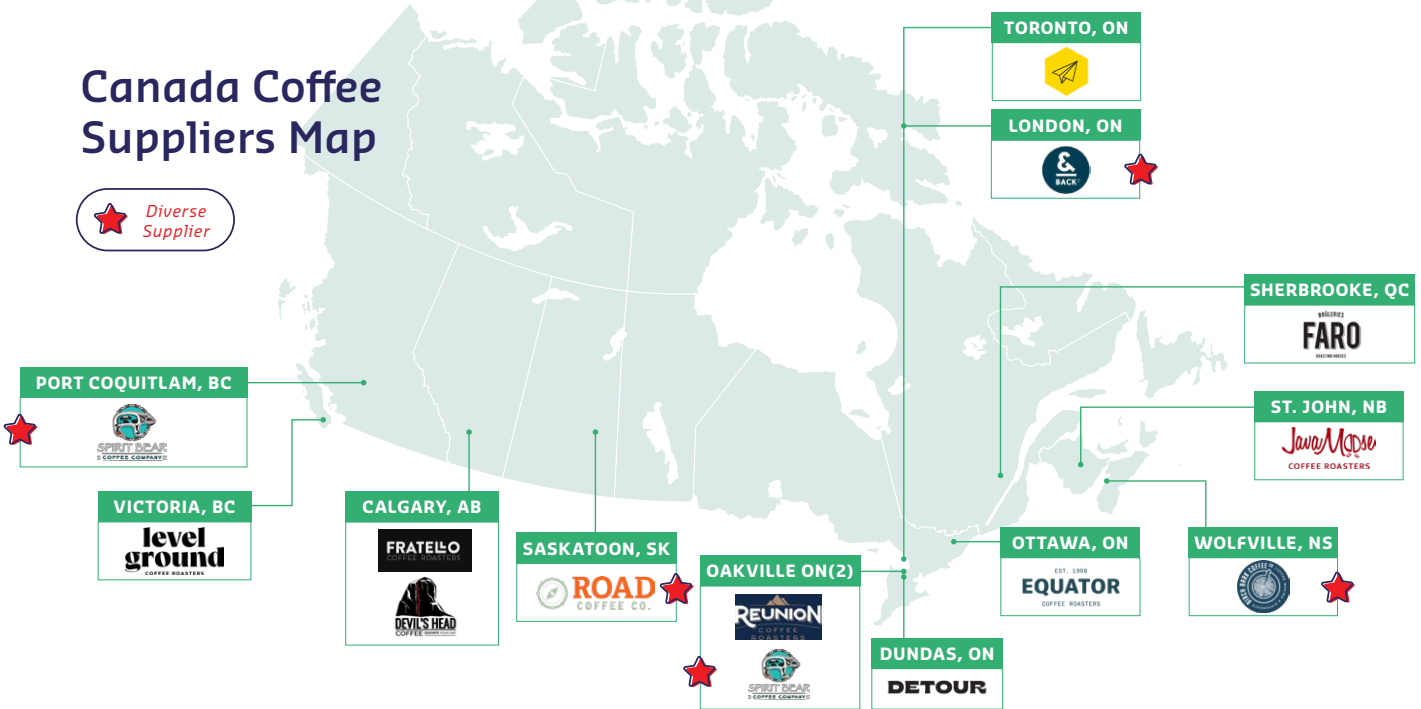 Canada Coffee
Suppliers Map
Diverse
Supplier
TORONTO, ON
LONDON, ON
&
BACK
SHERBROOKE, QC
BRÛLERIES
FARO
ROASTING HOUSES
PORT COQUITLAM, BC
SPIRIT BEAR
COFFEE COMPANY
ST. JOHN, NB
JavaMoose
COFFEE ROASTERS
VICTORIA, BC
level
ground
COFFEE ROASTERS
CALGARY, AB
FRATELLO
COFFEE ROASTERS
DEVIL'S HEAD
COFFEE
SASKATOON, SK
ROAD
COFFEE CO.
OAKVILLE ON(2)
REUNION
COFFEE
ROASTERS
SPIRIT BEAR
COFFEE COMPANY
DUNDAS, ON
DETOUR
OTTAWA, ON
EST. 1998
EQUATOR
COFFEE ROASTERS
WOLFVILLE, NS